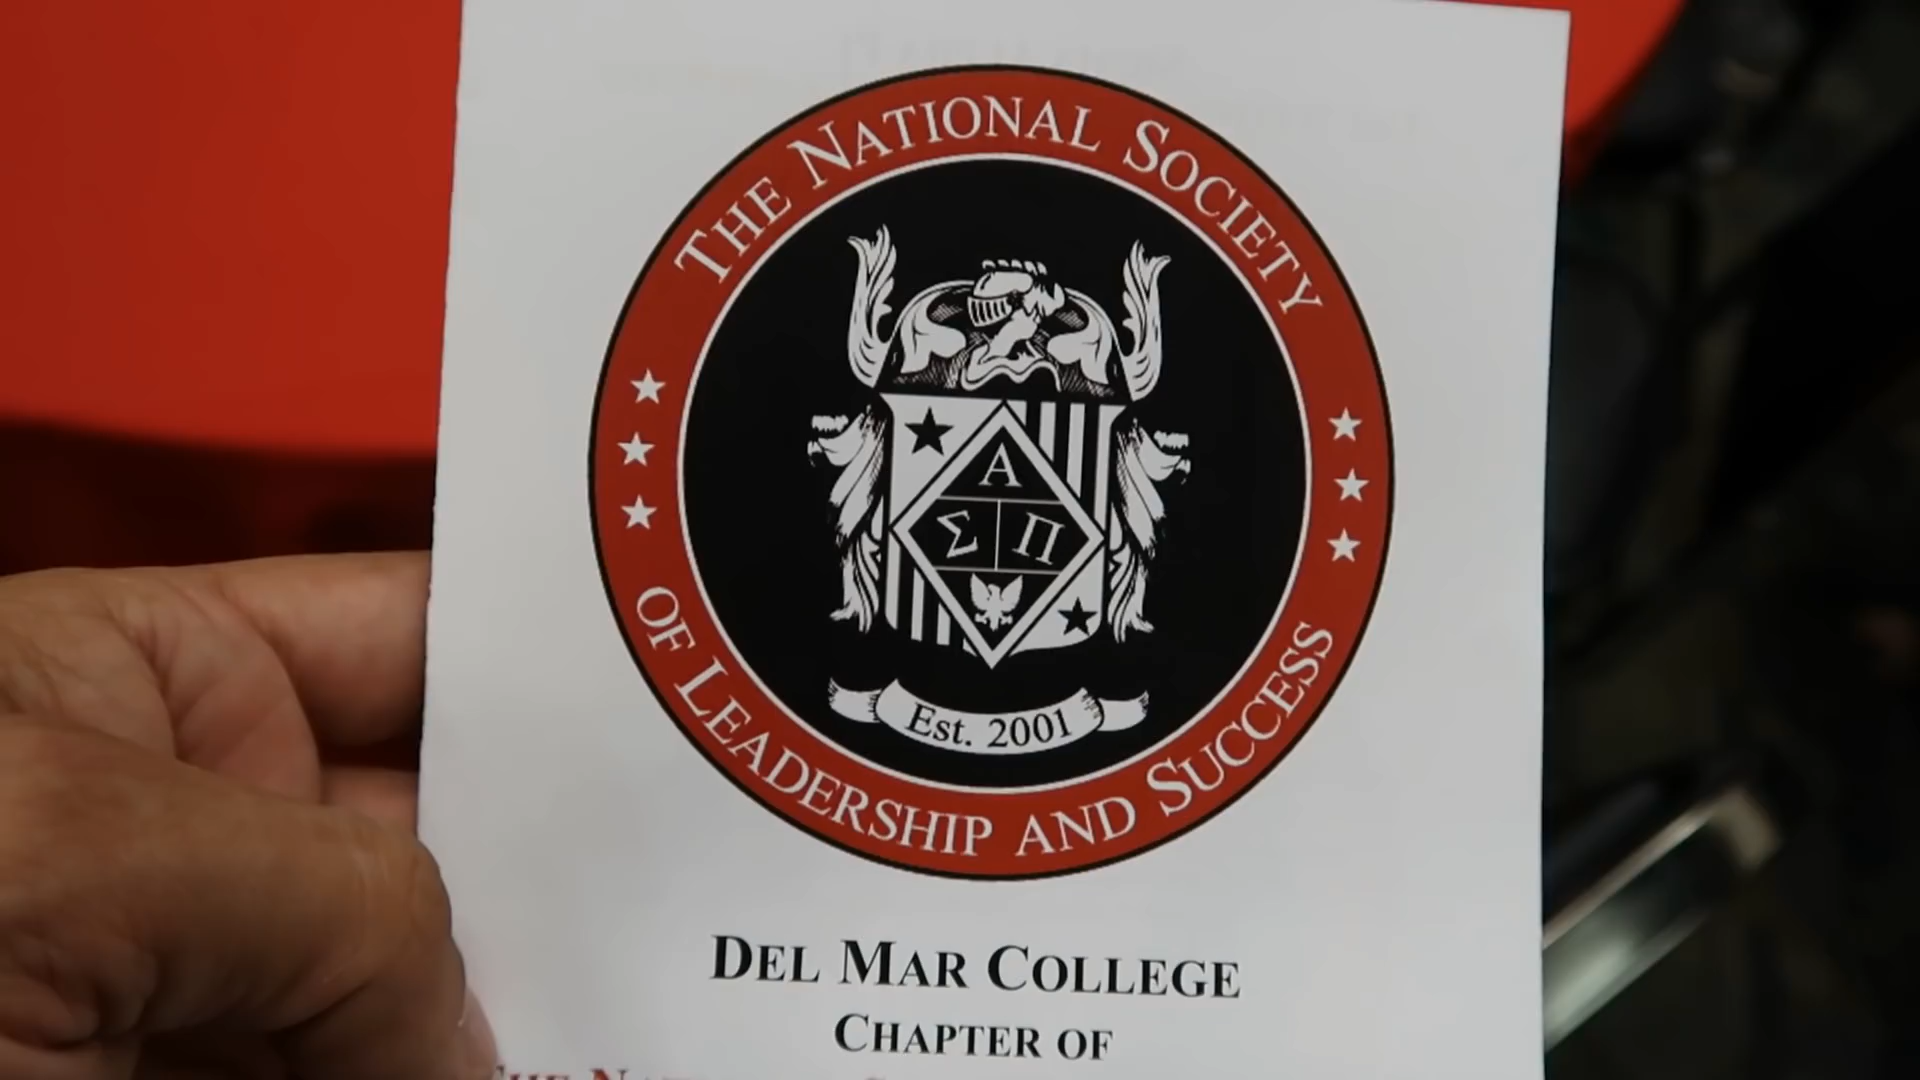 THE NATIONAL SOCIETY
OF LEADERSHIP AND SUCCESS
Α
Σ Π
Est. 2001
DEL MAR COLLEGE
CHAPTER OF